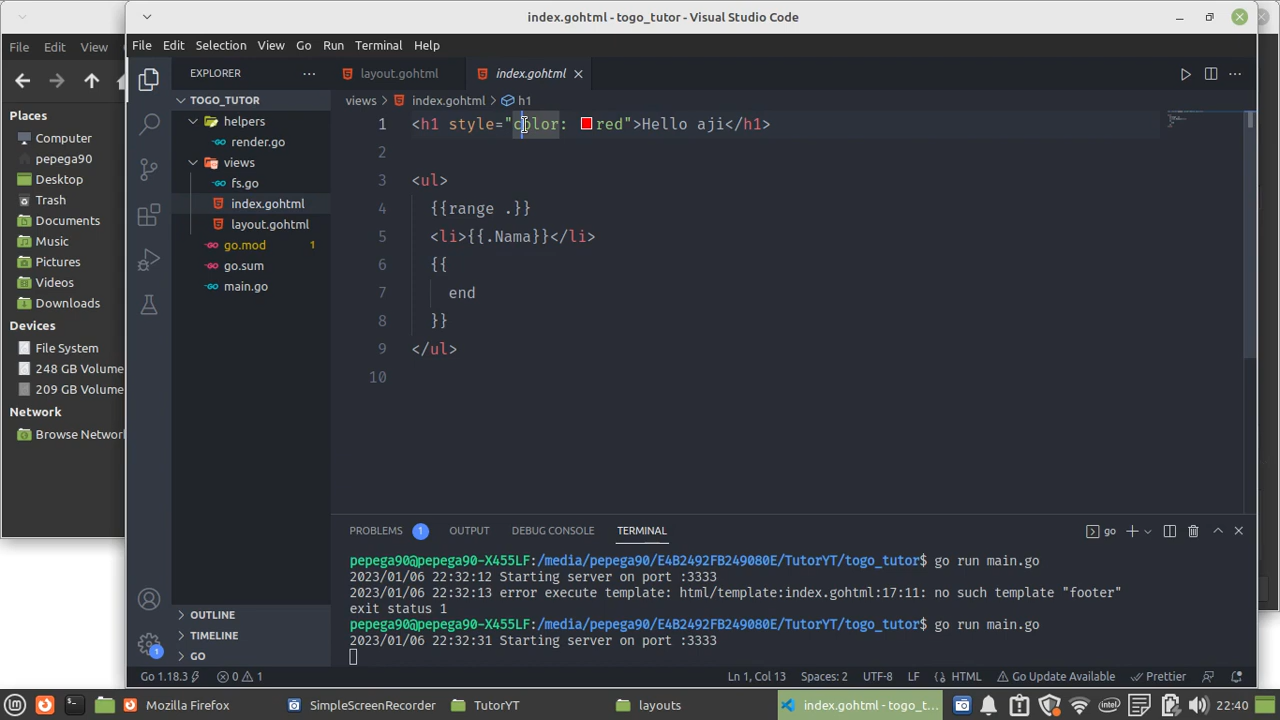 index.gohtml - togo_tutor - Visual Studio Code
File Edit View
File Edit Selection View Go Run Terminal Help
EXPLORER
layout.gohtml
index.gohtml
Places
Computer
pepega90
Desktop
Trash
Documents
Music
Pictures
Videos
Downloads
Devices
File System
248 GB Volume
209 GB Volume
Network
Browse Networ
TOGO_TUTOR
helpers
render.go
views
fs.go
index.gohtml
layout.gohtml
go.mod 1
go.sum
main.go
OUTLINE
TIMELINE
GO
views > index.gohtml > h1
1 <h1 style="color: red">Hello aji</h1>
2
3 <ul>
4 {{range .}}
5 <li>{{.Nama}}</li>
6 {{
7 end
8 }}
9 </ul>
10
PROBLEMS 1 OUTPUT DEBUG CONSOLE TERMINAL
go
pepega90@pepega90-X455LF:/media/pepega90/E4B2492FB249080E/TutorYT/togo_tutor$ go run main.go
2023/01/06 22:32:12 Starting server on port :3333
2023/01/06 22:32:13 error execute template: html/template:index.gohtml:17:11: no such template "footer"
exit status 1
pepega90@pepega90-X455LF:/media/pepega90/E4B2492FB249080E/TutorYT/togo_tutor$ go run main.go
2023/01/06 22:32:31 Starting server on port :3333
1
Go 1.18.3 0 1 Ln 1, Col 13 Spaces: 2 UTF-8 LF HTML Go Update Available Prettier
Mozilla Firefox SimpleScreenRecorder TutorYT layouts index.gohtml - togo_t... intel 22:40